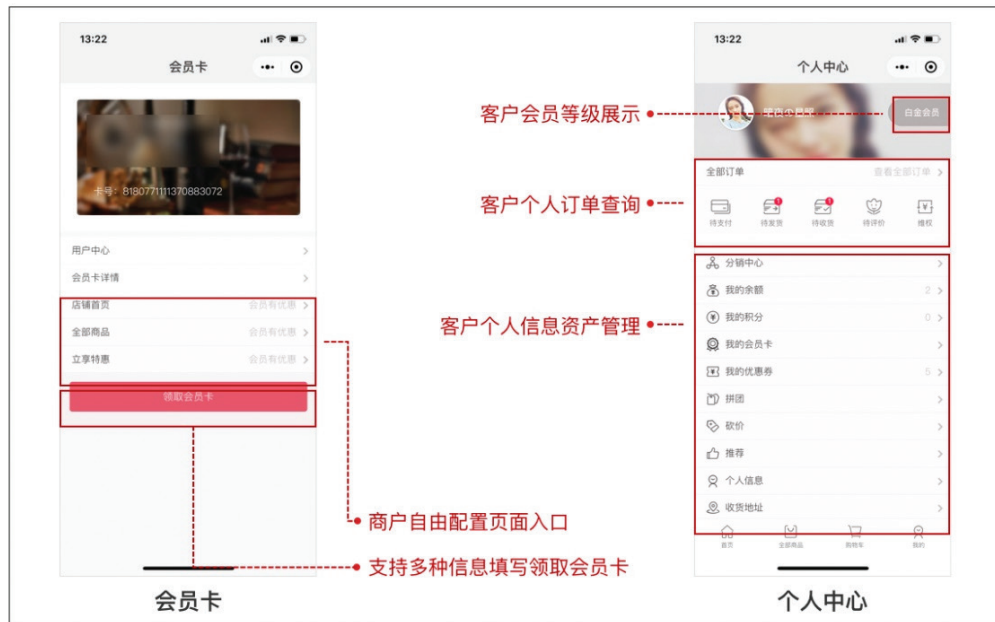 13:22
会员卡
卡号：8180771111370883072
用户中心
会员卡详情
店铺首页 会员有优惠
全部商品 会员有优惠
立享特惠 会员有优惠
领取会员卡
商户自由配置页面入口
支持多种信息填写领取会员卡
会员卡
客户会员等级展示
客户个人订单查询
客户个人信息资产管理
13:22
个人中心
白金会员
全部订单 查看全部订单
1 1
待支付 待发货 待收货 待评价 维权
分销中心
我的余额 2
我的积分 0
我的会员卡
我的优惠券 5
拼团
砍价
推荐
个人信息
收货地址
首页 全部商品 购物车 我的
个人中心